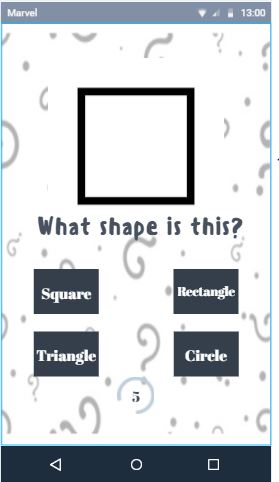 Marvel 13:00
What shape is this?
Square Rectangle
Triangle Circle
5